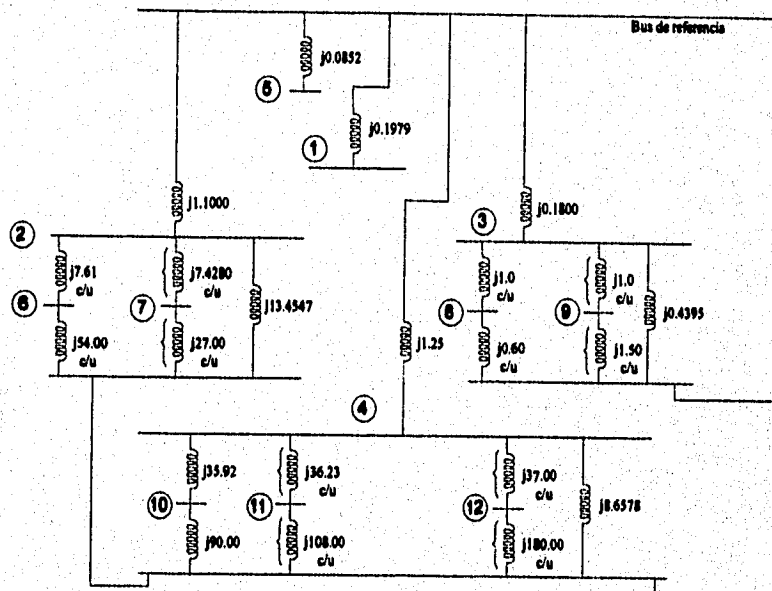 Bus de referencia
j0.0852
5
j0.1979
1
j1.1000
j0.1800
2
3
j7.61
c/u
j7.4280
c/u
j13.4547
j1.0
c/u
j1.0
c/u
j0.4395
6
7
8
9
j54.00
c/u
j27.00
c/u
j1.25
j0.60
c/u
j1.50
c/u
4
j35.92
j36.23
c/u
j37.00
c/u
j8.6578
10
11
12
j90.00
j108.00
c/u
j180.00
c/u